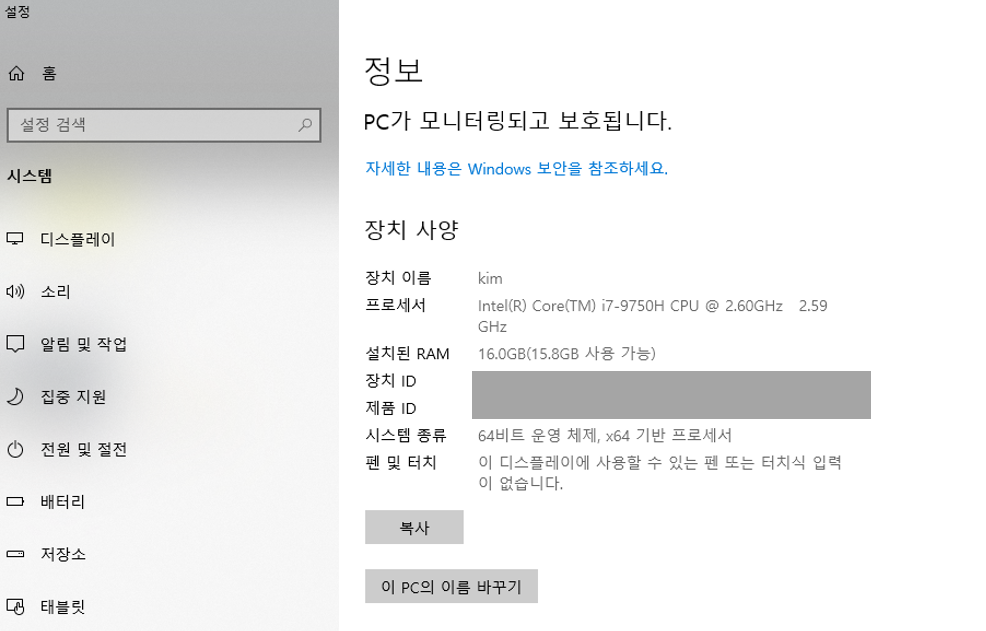 설정
홈
설정 검색
시스템
디스플레이
소리
알림 및 작업
집중 지원
전원 및 절전
배터리
저장소
태블릿
정보
PC가 모니터링되고 보호됩니다.
자세한 내용은 Windows 보안을 참조하세요.
장치 사양
장치 이름 kim
프로세서 Intel(R) Core(TM) i7-9750H CPU @ 2.60GHz 2.59
GHz
설치된 RAM 16.0GB(15.8GB 사용 가능)
장치 ID
제품 ID
시스템 종류 64비트 운영 체제, x64 기반 프로세서
펜 및 터치 이 디스플레이에 사용할 수 있는 펜 또는 터치식 입력
이 없습니다.
복사
이 PC의 이름 바꾸기